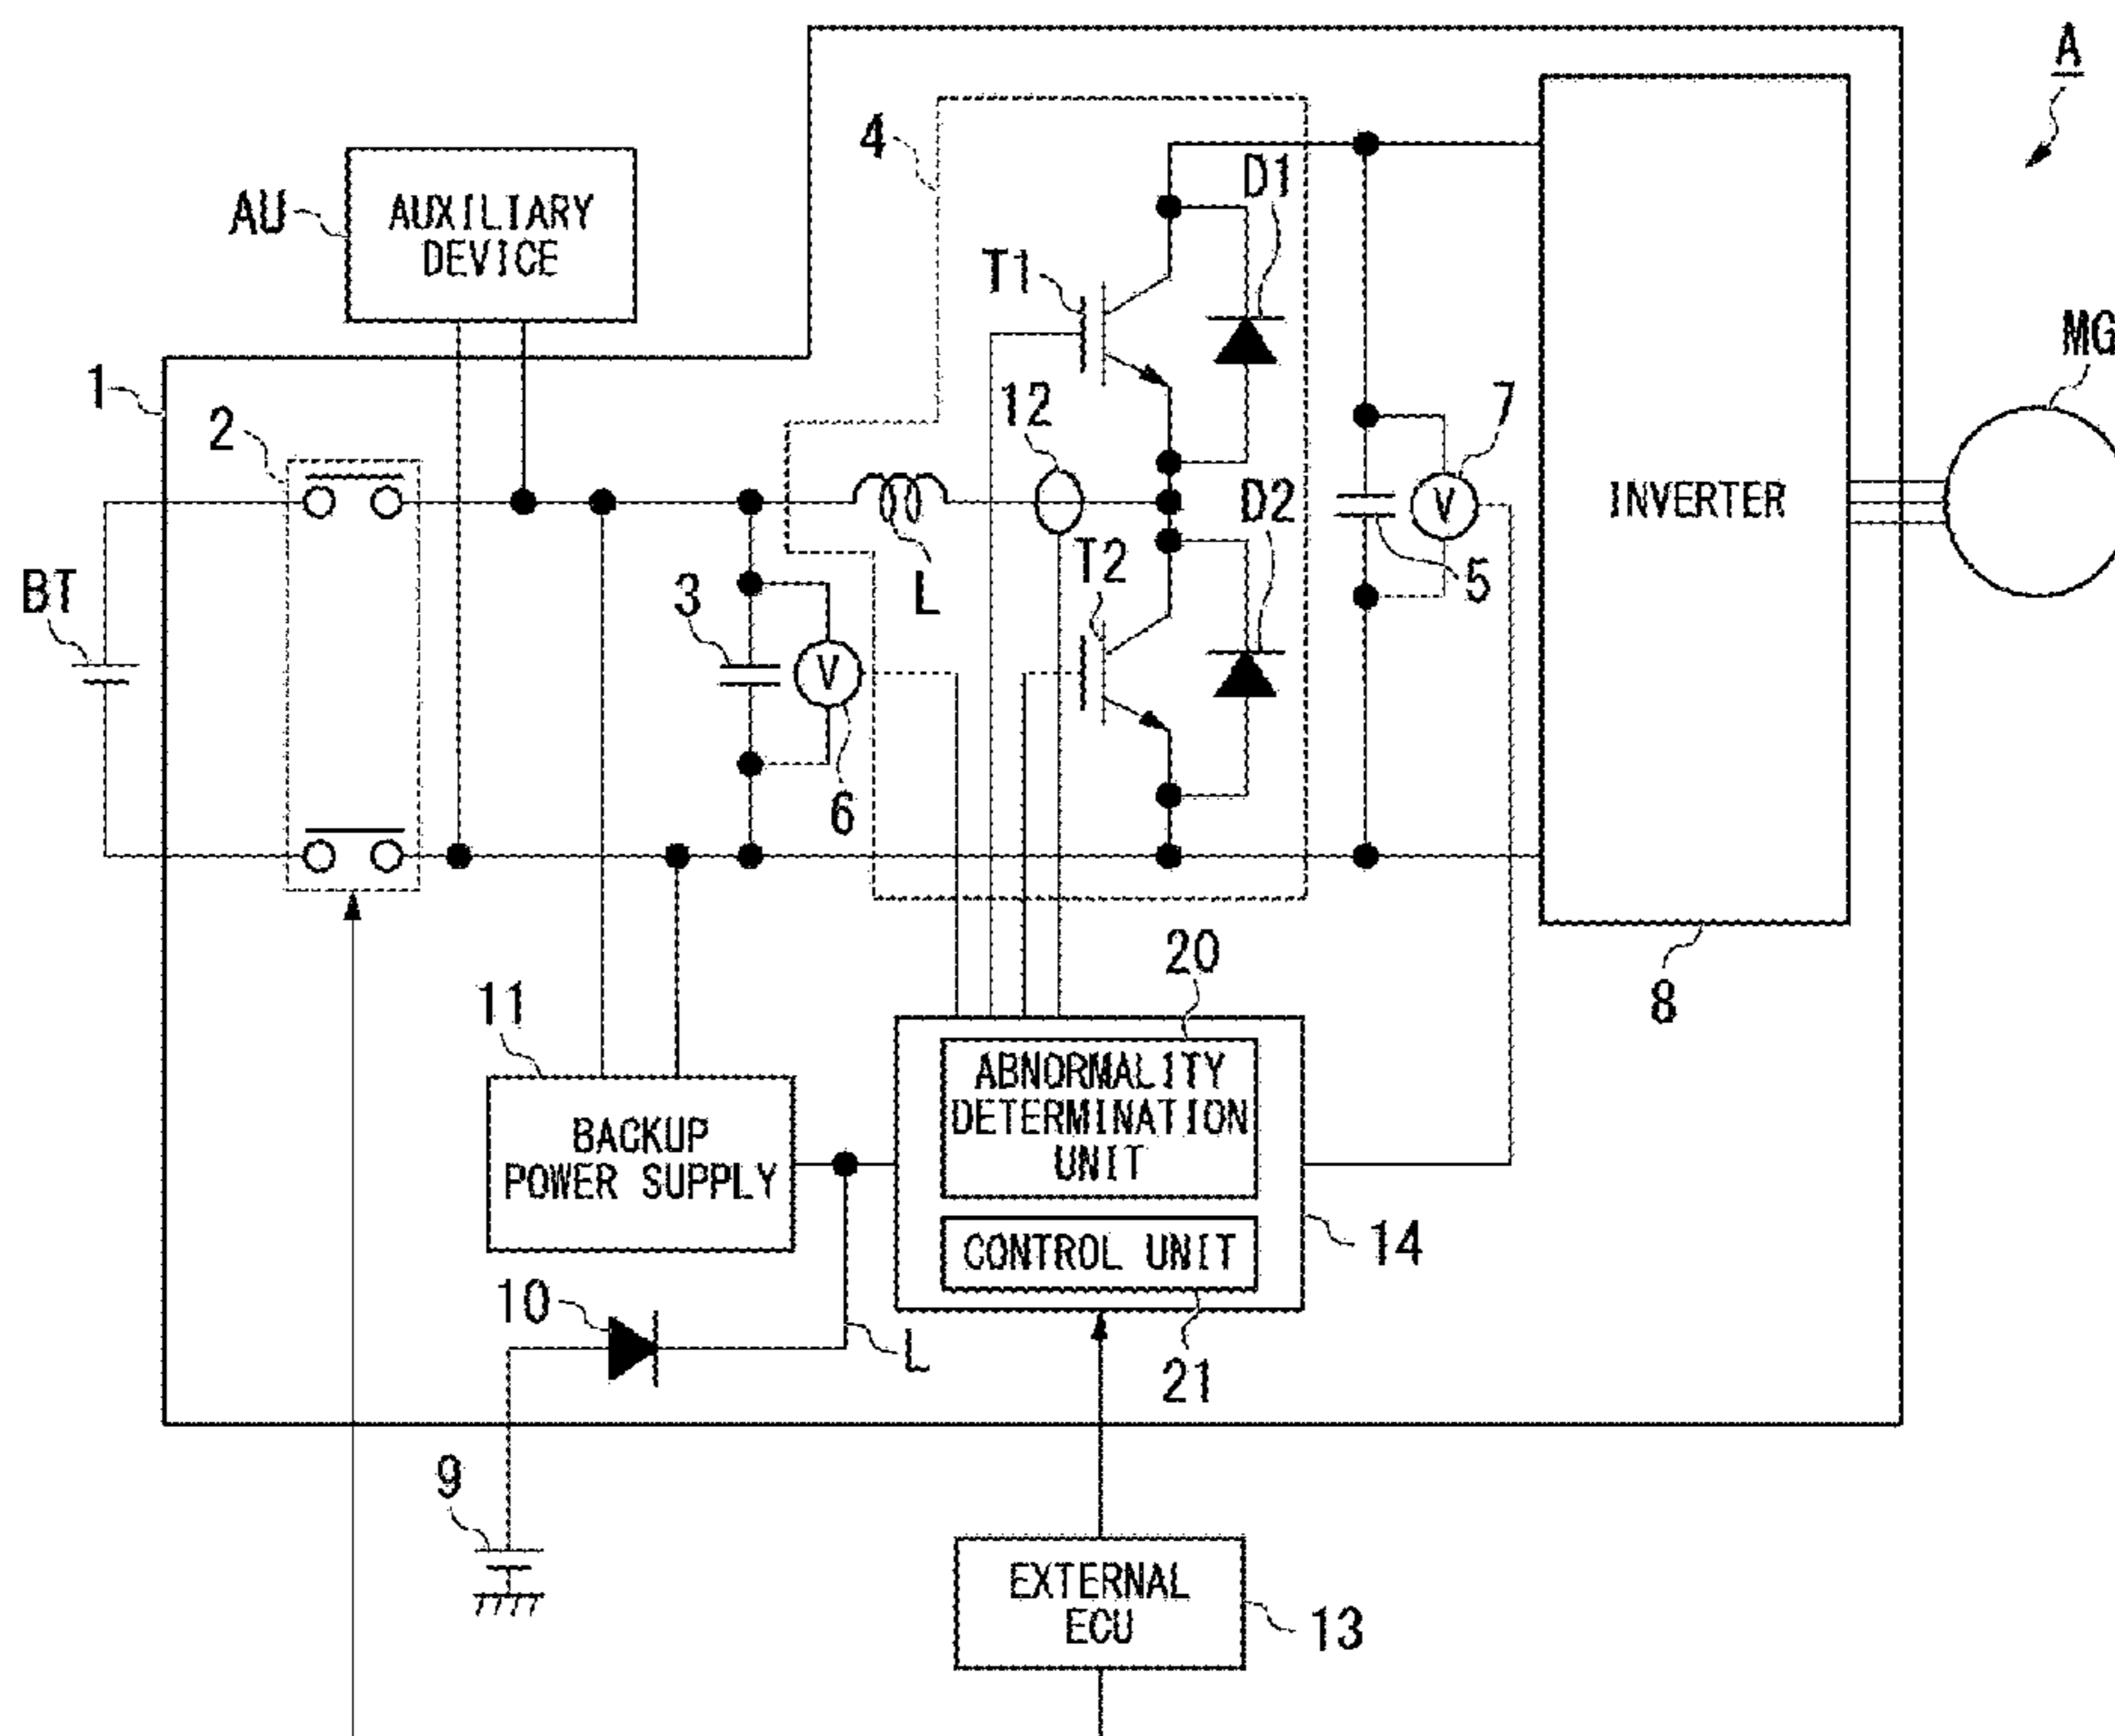 A
4
D1
AU
AUXILIARY
DEVICE
T1
MG
1
2
12
7
D2
V
INVERTER
BT
3
L
T2
5
V
6
20
8
11
ABNORMALITY
DETERMINATION
UNIT
BACKUP
POWER SUPPLY
14
CONTROL UNIT
10
L
21
9
EXTERNAL
ECU
13